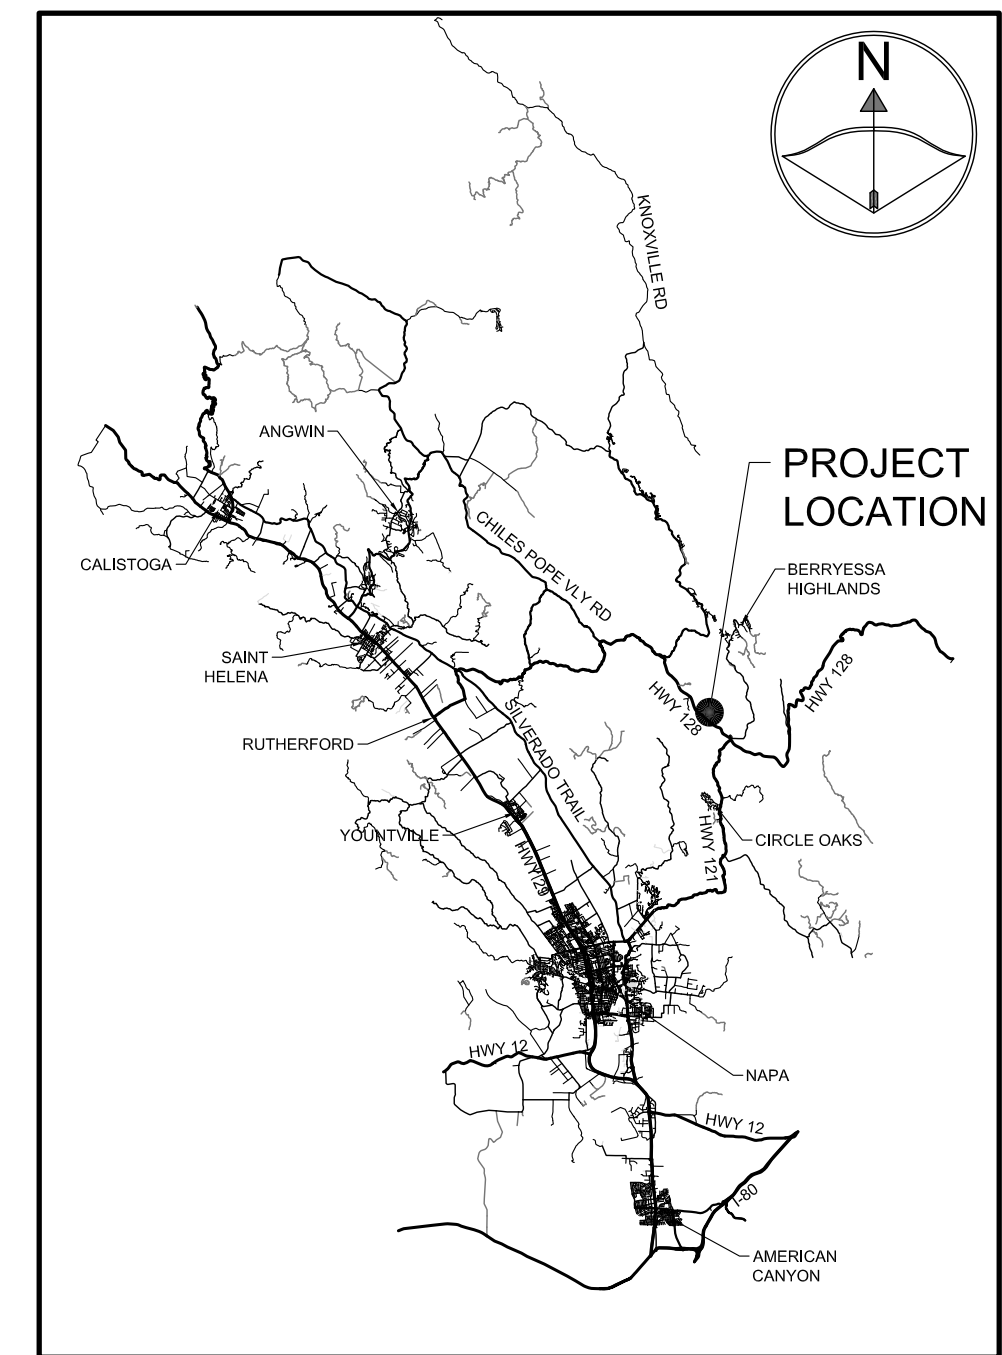 N
KNOXVILLE RD
ANGWIN
PROJECT
LOCATION
CHILES POPE VLY RD
CALISTOGA
BERRYESSA
HIGHLANDS
SAINT
HELENA
HWY 128
HWY 128
SILVERADO TRAIL
RUTHERFORD
YOUNTVILLE
HWY 29
HWY 121
CIRCLE OAKS
HWY 12
NAPA
HWY 12
I-80
AMERICAN
CANYON